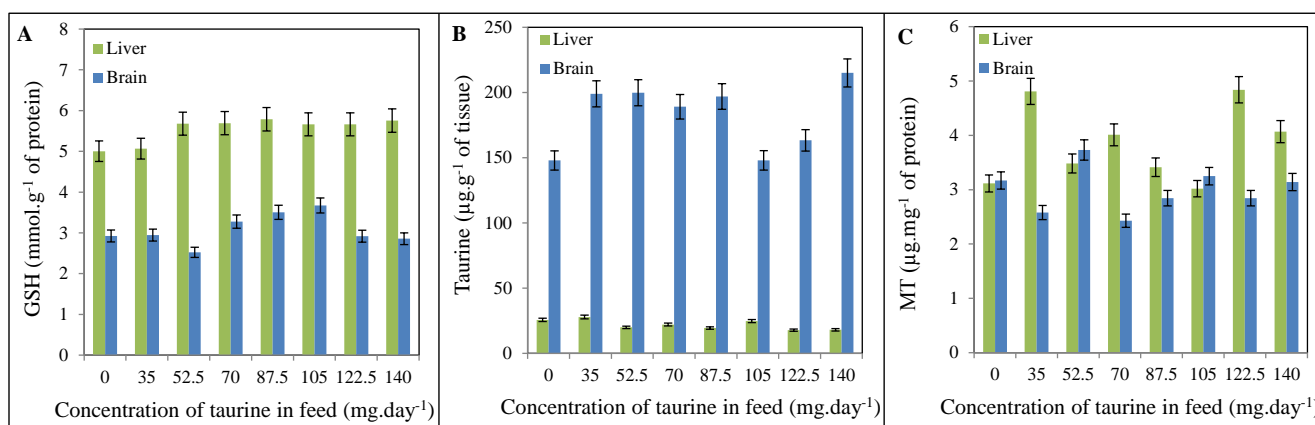 A
Liver
Brain
GSH (mmol.g⁻¹ of protein)
8
7
6
5
4
3
2
1
0
0 35 52.5 70 87.5 105 122.5 140
Concentration of taurine in feed (mg.day⁻¹)
B
Liver
Brain
Taurine (µg.g⁻¹ of tissue)
250
200
150
100
50
0
0 35 52.5 70 87.5 105 122.5 140
Concentration of taurine in feed (mg.day⁻¹)
C
Liver
Brain
MT (µg.mg⁻¹ of protein)
6
5
4
3
2
1
0
0 35 52.5 70 87.5 105 122.5 140
Concentration of taurine in feed (mg.day⁻¹)